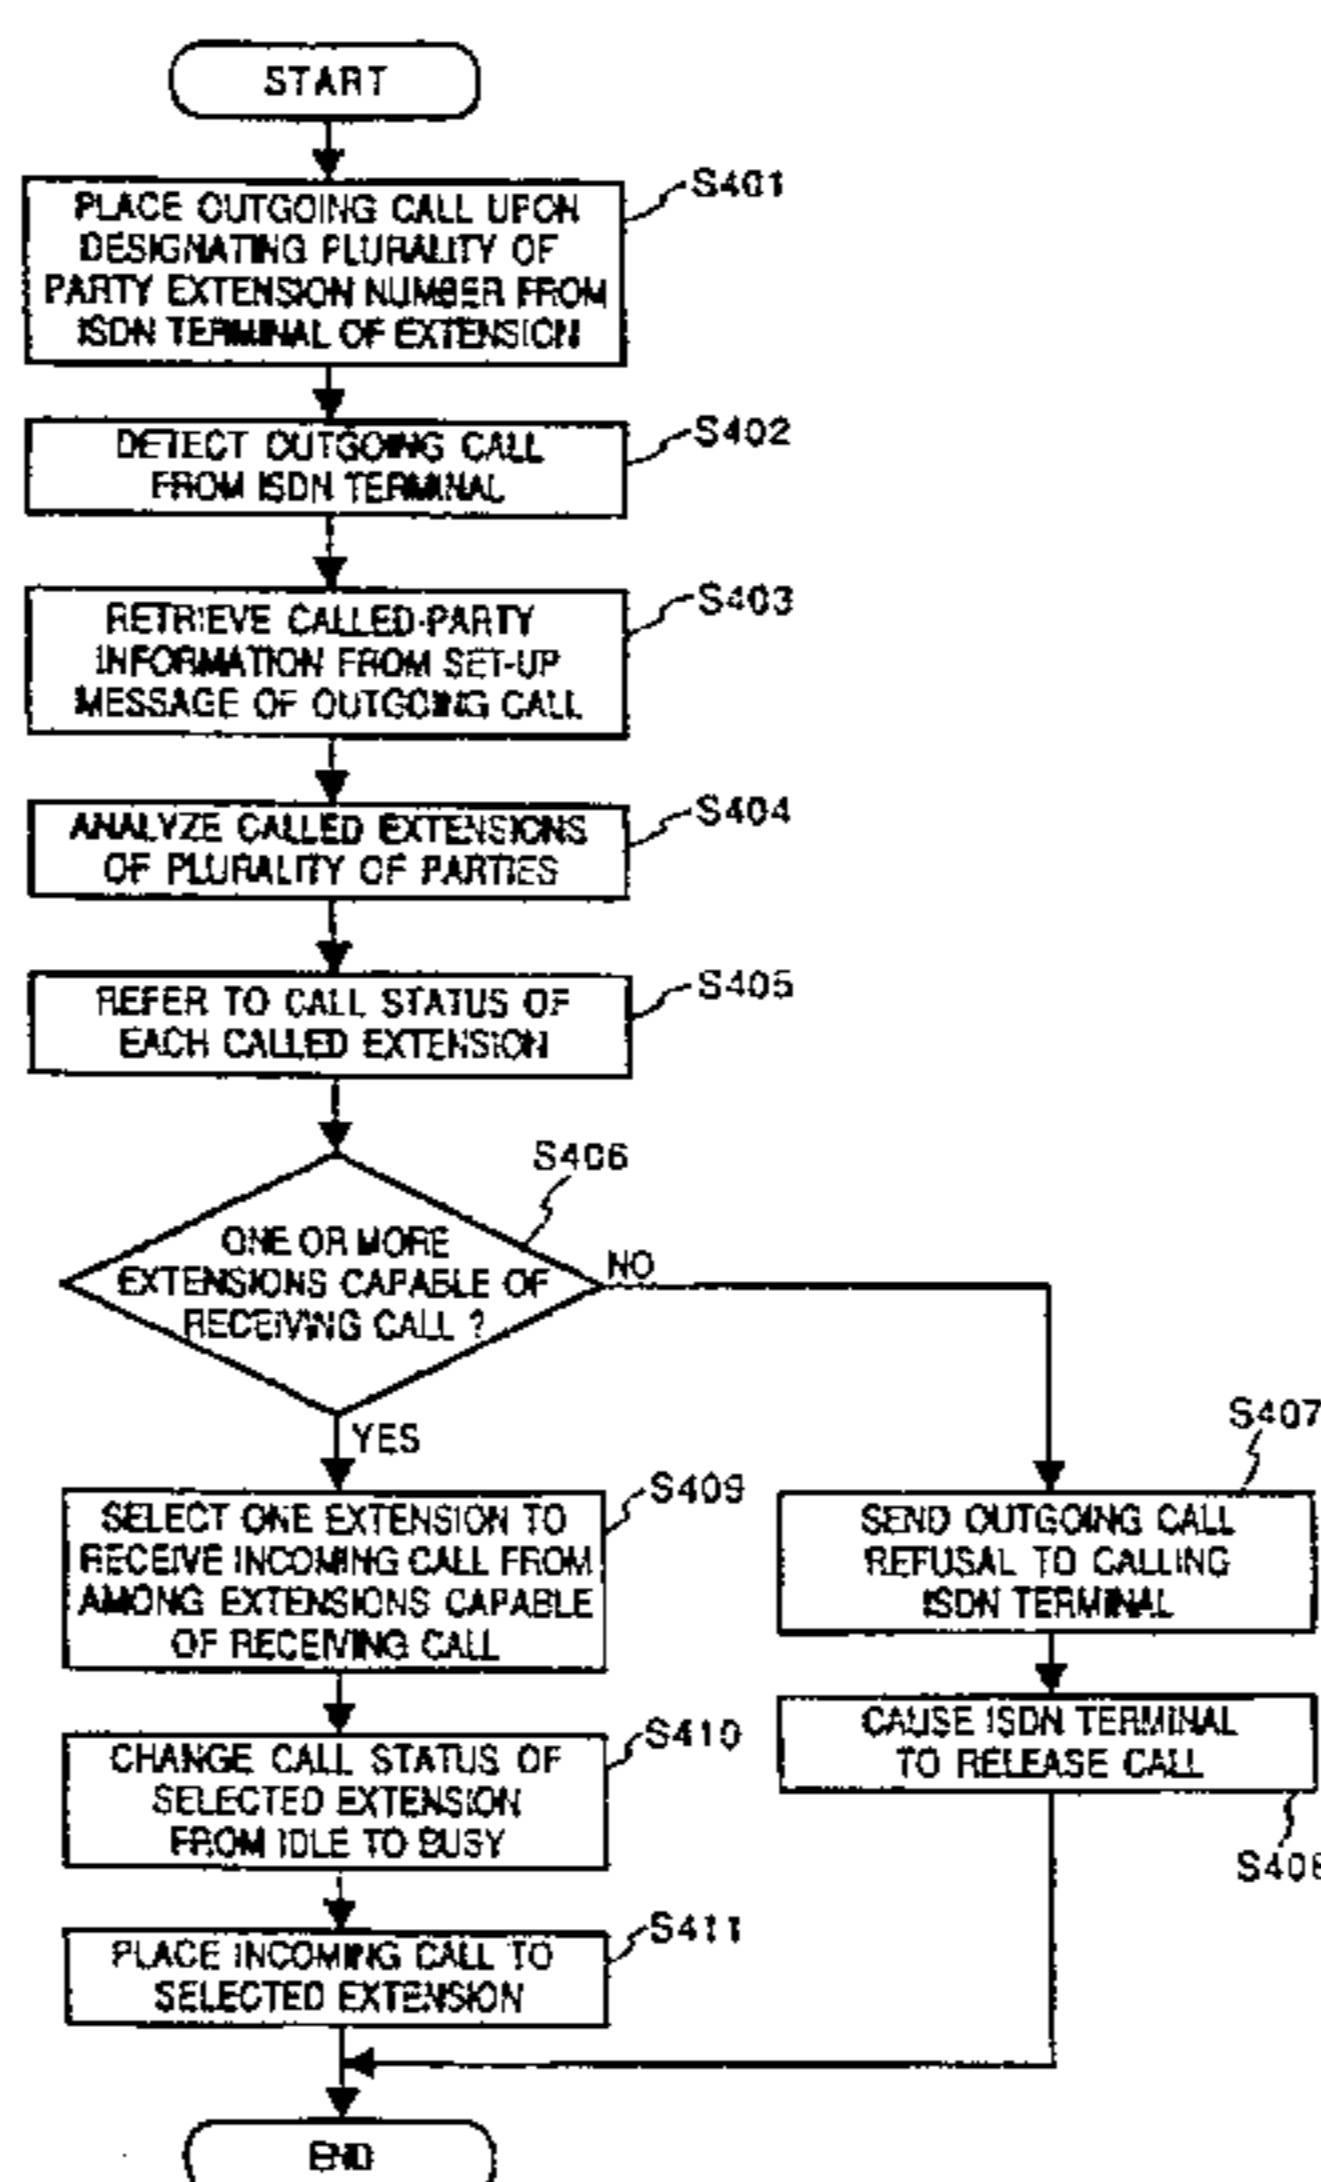 START
S401
PLACE OUTGOING CALL UPON
DESIGNATING PLURALITY OF
PARTY EXTENSION NUMBER FROM
ISDN TERMINAL OF EXTENSION
S402
DETECT OUTGOING CALL
FROM ISDN TERMINAL
S403
RETRIEVE CALLED-PARTY
INFORMATION FROM SET-UP
MESSAGE OF OUTGOING CALL
S404
ANALYZE CALLED EXTENSIONS
OF PLURALITY OF PARTIES
S405
REFER TO CALL STATUS OF
EACH CALLED EXTENSION
S406
ONE OR MORE
EXTENSIONS CAPABLE OF
RECEIVING CALL ?
NO
YES
S409
SELECT ONE EXTENSION TO
RECEIVE INCOMING CALL FROM
AMONG EXTENSIONS CAPABLE
OF RECEIVING CALL
S407
SEND OUTGOING CALL
REFUSAL TO CALLING
ISDN TERMINAL
S410
CHANGE CALL STATUS OF
SELECTED EXTENSION
FROM IDLE TO BUSY
CAUSE ISDN TERMINAL
TO RELEASE CALL
S408
S411
PLACE INCOMING CALL TO
SELECTED EXTENSION
END